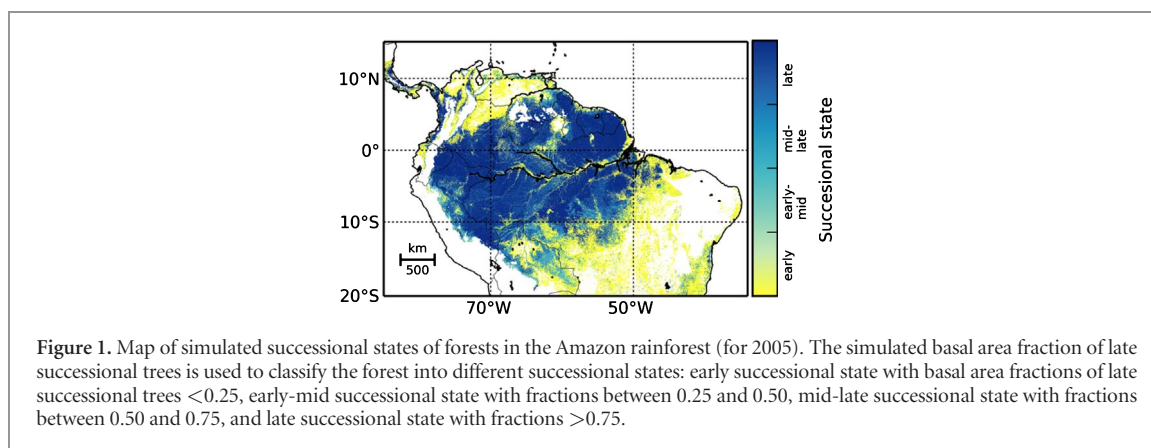 10°N
0°
10°S
20°S
km
500
70°W
50°W
late
mid-
late
early-
mid
early
Succesional state
Figure 1. Map of simulated successional states of forests in the Amazon rainforest (for 2005). The simulated basal area fraction of late
successional trees is used to classify the forest into different successional states: early successional state with basal area fractions of late
successional trees <0.25, early-mid successional state with fractions between 0.25 and 0.50, mid-late successional state with fractions
between 0.50 and 0.75, and late successional state with fractions >0.75.